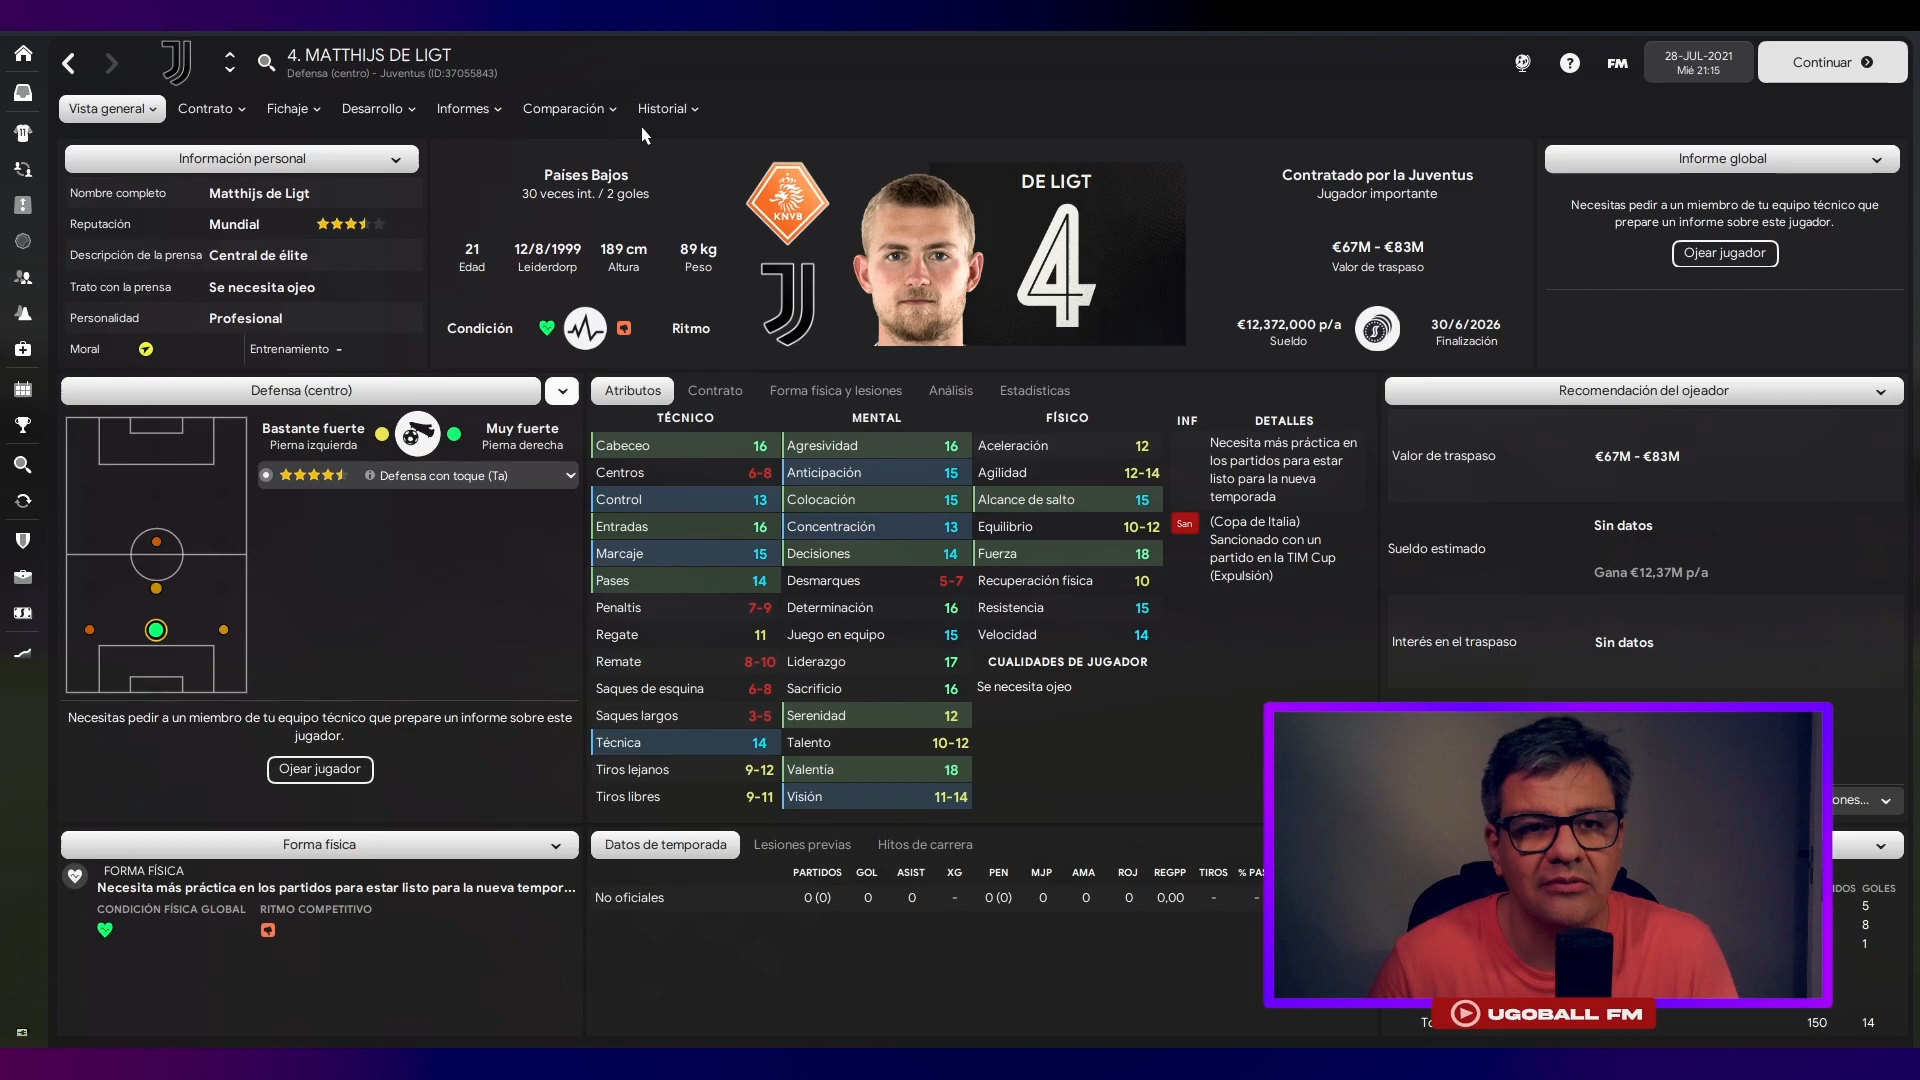 4. MATTHIJS DE LIGT
Defensa (centro) - Juventus (ID:37055843)
FM
28-JUL-2021
Mié 21:15
Continuar
Vista general
Contrato
Fichaje
Desarrollo
Informes
Comparación
Historial
Información personal
Nombre completo Matthijs de Ligt
Reputación Mundial
Descripción de la prensa Central de élite
Trato con la prensa Se necesita ojeo
Personalidad Profesional
Moral
Entrenamiento -
Países Bajos
30 veces int. / 2 goles
21 12/8/1999 189 cm 89 kg
Edad Leiderdorp Altura Peso
Condición Ritmo
KNVB
DE LIGT
4
Contratado por la Juventus
Jugador importante
€67M - €83M
Valor de traspaso
€12,372,000 p/a 30/6/2026
Sueldo Finalización
Informe global
Necesitas pedir a un miembro de tu equipo técnico que
prepare un informe sobre este jugador.
Ojear jugador
Defensa (centro)
Bastante fuerte Muy fuerte
Pierna izquierda Pierna derecha
Defensa con toque (Ta)
Necesitas pedir a un miembro de tu equipo técnico que prepare un informe sobre este
jugador.
Ojear jugador
Atributos Contrato Forma física y lesiones Análisis Estadísticas
TÉCNICO MENTAL FÍSICO
Cabeceo 16 Agresividad 16 Aceleración 12
Centros 6-8 Anticipación 15 Agilidad 12-14
Control 13 Colocación 15 Alcance de salto 15
Entradas 16 Concentración 13 Equilibrio 10-12
Marcaje 15 Decisiones 14 Fuerza 18
Pases 14 Desmarques 5-7 Recuperación física 10
Penaltis 7-9 Determinación 16 Resistencia 15
Regate 11 Juego en equipo 15 Velocidad 14
Remate 8-10 Liderazgo 17 CUALIDADES DE JUGADOR
Saques de esquina 6-8 Sacrificio 16 Se necesita ojeo
Saques largos 3-5 Serenidad 12
Técnica 14 Talento 10-12
Tiros lejanos 9-12 Valentía 18
Tiros libres 9-11 Visión 11-14
INF DETALLES
Necesita más práctica en
los partidos para estar
listo para la nueva
temporada
San (Copa de Italia)
Sancionado con un
partido en la TIM Cup
(Expulsión)
Recomendación del ojeador
Valor de traspaso €67M - €83M
Sin datos
Sueldo estimado
Gana €12,37M p/a
Interés en el traspaso Sin datos
ones...
Forma física
FORMA FÍSICA
Necesita más práctica en los partidos para estar listo para la nueva tempor...
CONDICIÓN FÍSICA GLOBAL RITMO COMPETITIVO
Datos de temporada Lesiones previas Hitos de carrera
PARTIDOS GOL ASIST XG PEN MJP AMA ROJ REGPP TIROS % PAS
No oficiales 0 (0) 0 0 - 0 (0) 0 0 0 0,00 - -
IDOS GOLES
5
8
1
150 14
UGOBALL FM